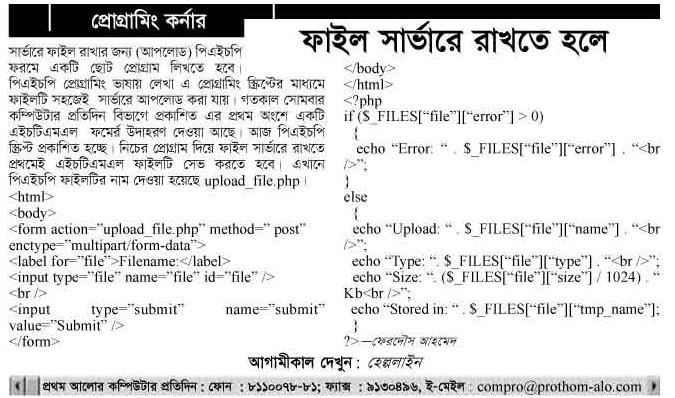 প্রোগ্রামিং কর্নার
ফাইল সার্ভারে রাখতে হলে
সার্ভারে ফাইল রাখার জন্য (আপলোড) পিএইচপি
ফরমে একটি ছোট প্রোগ্রাম লিখতে হবে।
পিএইচপি প্রোগ্রামিং ভাষায় লেখা এ প্রোগ্রামিং স্ক্রিপ্টের মাধ্যমে
ফাইলটি সহজেই সার্ভারে আপলোড করা যায়। গতকাল সোমবার
কম্পিউটার প্রতিদিন বিভাগে প্রকাশিত এর প্রথম অংশে একটি
এইচটিএমএল ফর্মের উদাহরণ দেওয়া আছে। আজ পিএইচপি
স্ক্রিপ্ট প্রকাশিত হচ্ছে। নিচের প্রোগ্রাম দিয়ে ফাইল সার্ভারে রাখতে
প্রথমেই এইচটিএমএল ফাইলটি সেভ করতে হবে। এখানে
পিএইচপি ফাইলটির নাম দেওয়া হয়েছে upload_file.php।
<html>
<body>
<form action=”upload_file.php” method=” post”
enctype=”multipart/form-data”>
<label for=”file”>Filename:</label>
<input type=”file” name=”file” id=”file” />
<br />
<input type=”submit” name=”submit”
value=”Submit” />
</form>
</body>
</html>
<?php
if ($_FILES[“file”][“error”] > 0)
{
echo “Error: “ . $_FILES[“file”][“error”] . “<br
/>”;
}
else
{
echo “Upload: “ . $_FILES[“file”][“name”] . “<br
/>”;
echo “Type: “. $_FILES[“file”][“type”] . “<br />”;
echo “Size: “. ($_FILES[“file”][“size”] / 1024) . “
Kb<br />”;
echo “Stored in: “ . $_FILES[“file”][“tmp_name”];
}
?>—ফেরদৌস আহমেদ
আগামীকাল দেখুন : হেল্পলাইন
প্রথম আলোর কম্পিউটার প্রতিদিন : ফোন : ৮১১০০৭৮-৮১; ফ্যাক্স : ৯১৩০৪৯৬, ই-মেইল : compro@prothom-alo.com